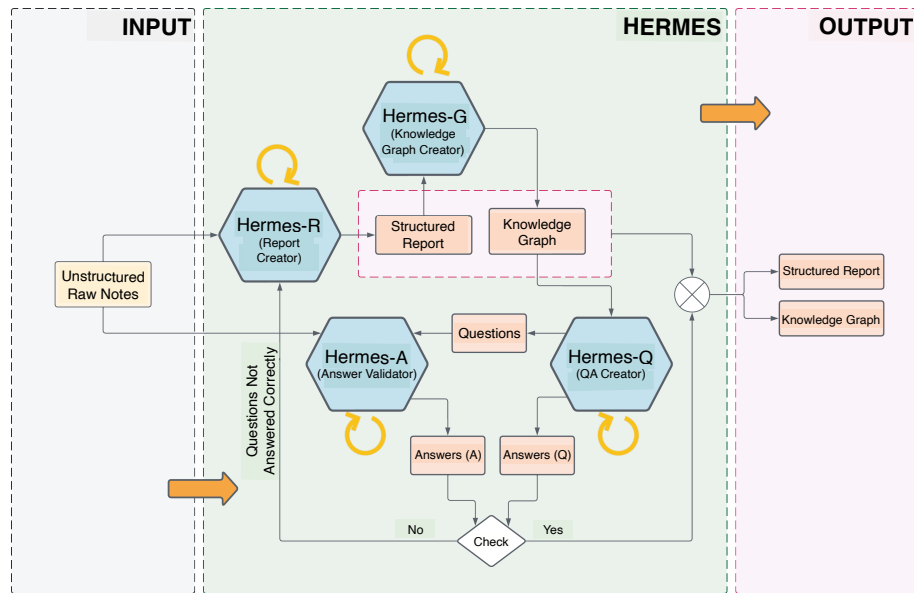 INPUT
HERMES
OUTPUT
Hermes-G
(Knowledge
Graph Creator)
Hermes-R
(Report
Creator)
Structured
Report
Knowledge
Graph
Unstructured
Raw Notes
Structured Report
Knowledge Graph
Questions
Hermes-A
(Answer Validator)
Hermes-Q
(QA Creator)
Questions Not
Answered Correctly
Answers (A)
Answers (Q)
No
Check
Yes